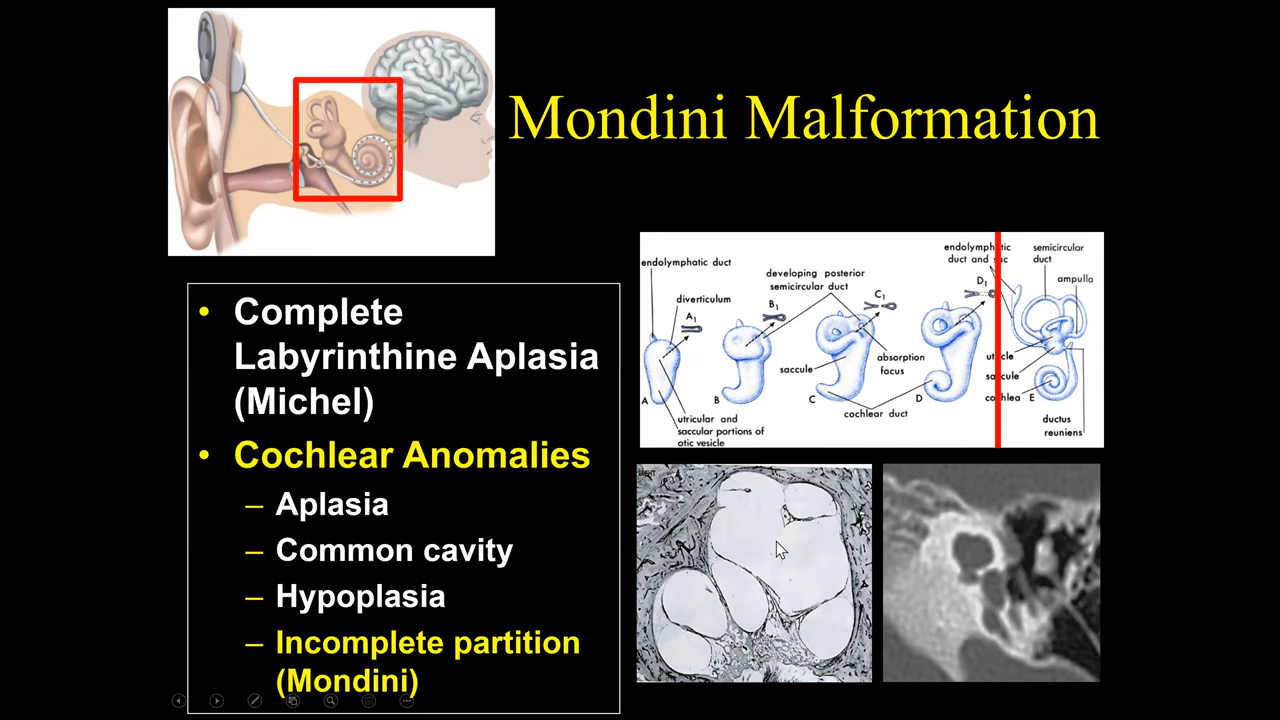 Mondini Malformation
• Complete
Labyrinthine Aplasia
(Michel)
• Cochlear Anomalies
– Aplasia
– Common cavity
– Hypoplasia
– Incomplete partition
(Mondini)
endolymphatic duct
diverticulum
A1
A
utricular and
saccular portions of
otic vesicle
developing posterior
semicircular duct
B1
B
saccule
C1
C
absorption
focus
cochlear duct
D1
D
endolymphatic
duct and sac
semicircular
duct
ampulla
utricle
saccule
cochlea E
ductus
reuniens